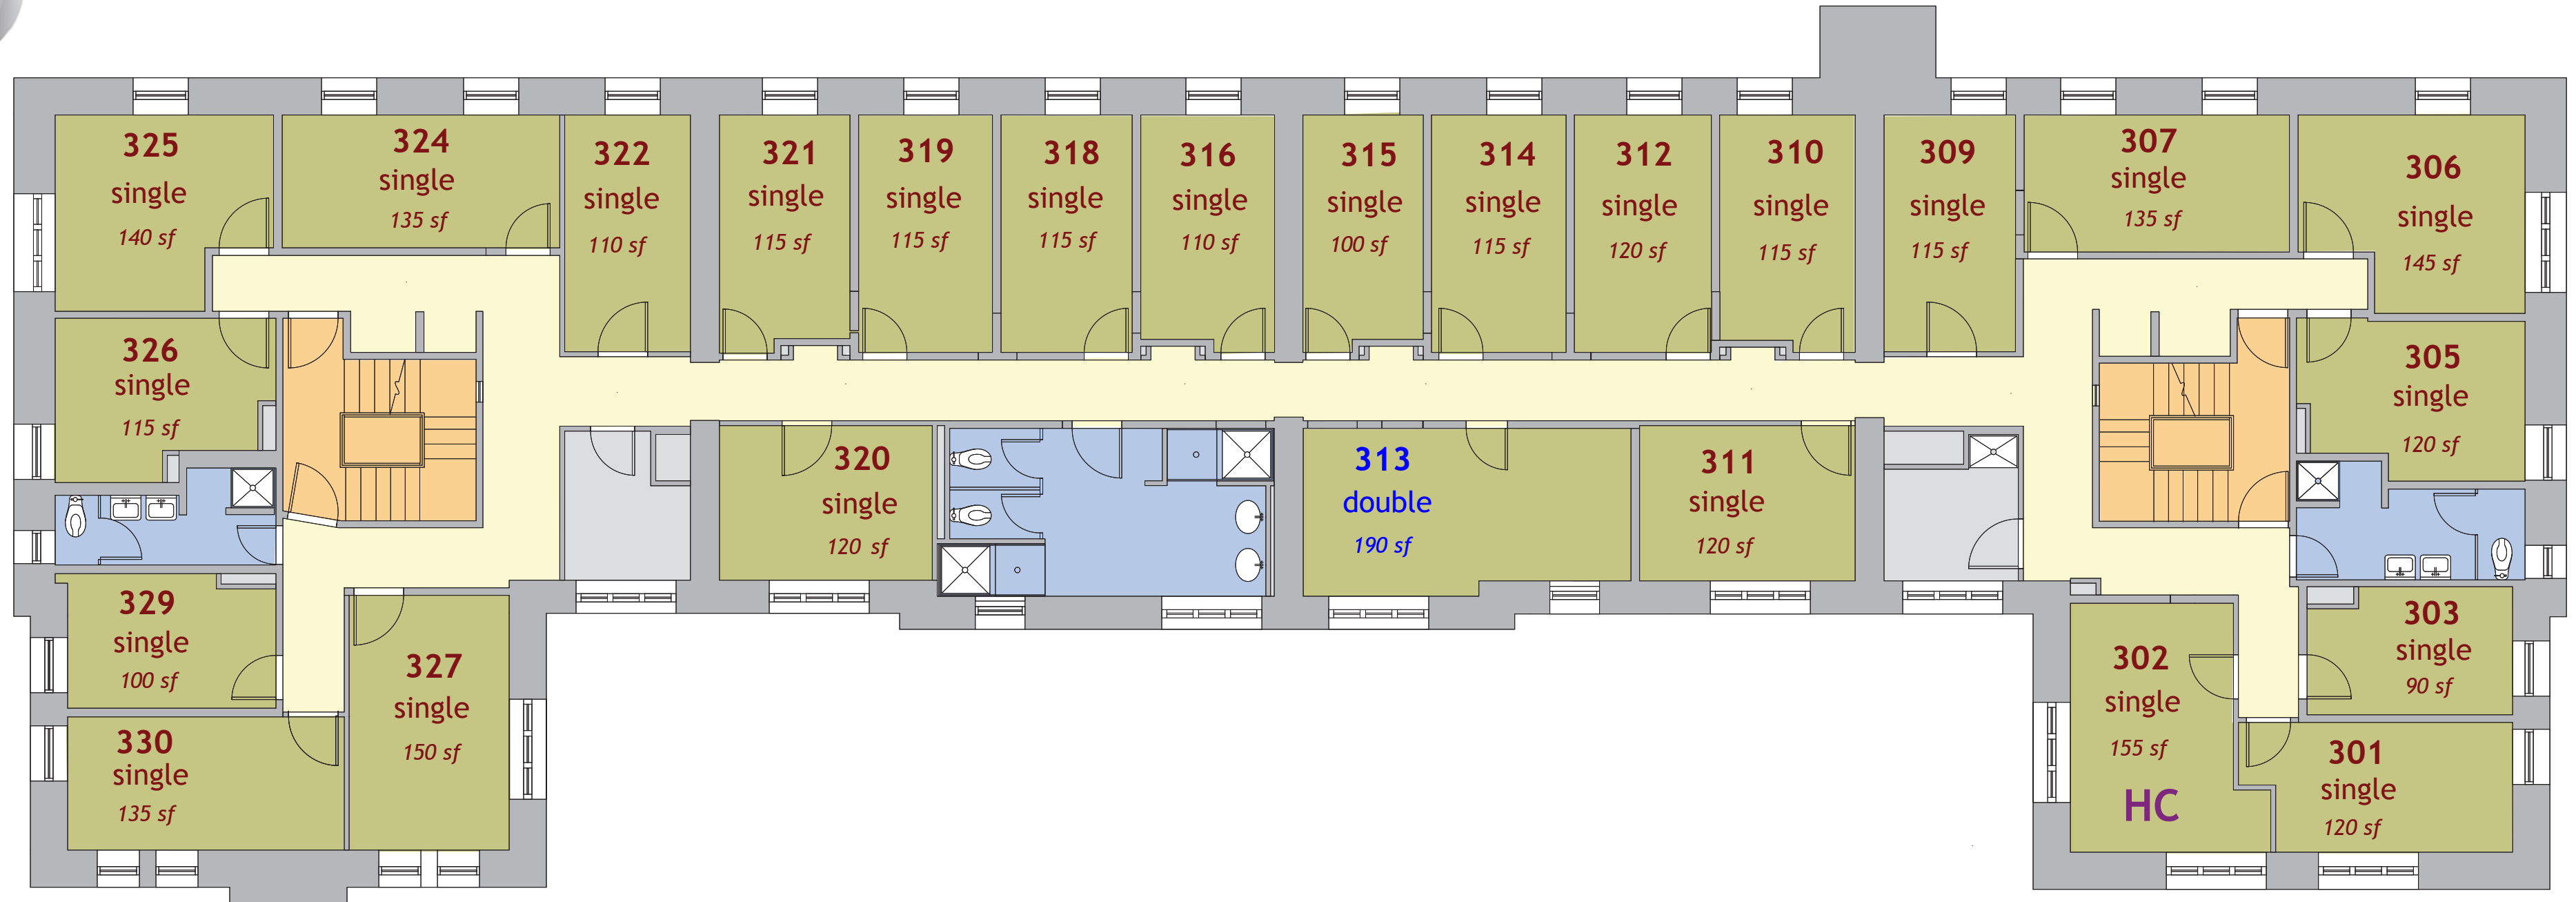 325
single
140 sf
324
single
135 sf
322
single
110 sf
321
single
115 sf
319
single
115 sf
318
single
115 sf
316
single
110 sf
315
single
100 sf
314
single
115 sf
312
single
120 sf
310
single
115 sf
309
single
115 sf
307
single
135 sf
306
single
145 sf
326
single
115 sf
305
single
120 sf
320
single
120 sf
313
double
190 sf
311
single
120 sf
329
single
100 sf
327
single
150 sf
302
single
155 sf
HC
303
single
90 sf
330
single
135 sf
301
single
120 sf